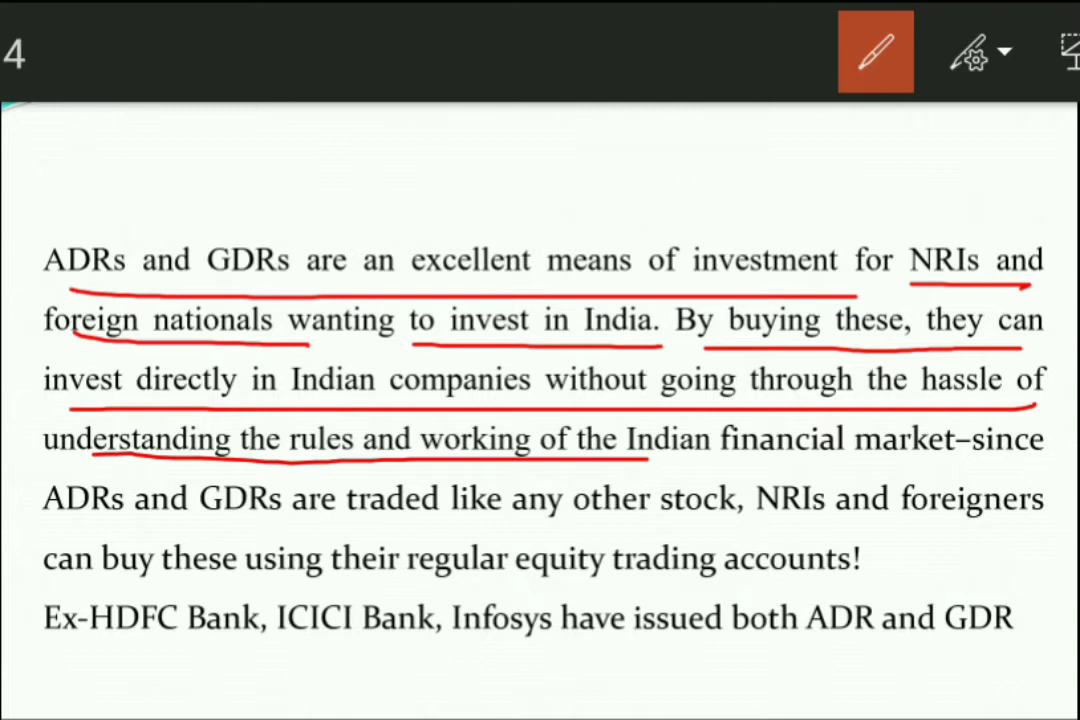 4
ADRs and GDRs are an excellent means of investment for NRIs and
foreign nationals wanting to invest in India. By buying these, they can
invest directly in Indian companies without going through the hassle of
understanding the rules and working of the Indian financial market–since
ADRs and GDRs are traded like any other stock, NRIs and foreigners
can buy these using their regular equity trading accounts!
Ex-HDFC Bank, ICICI Bank, Infosys have issued both ADR and GDR